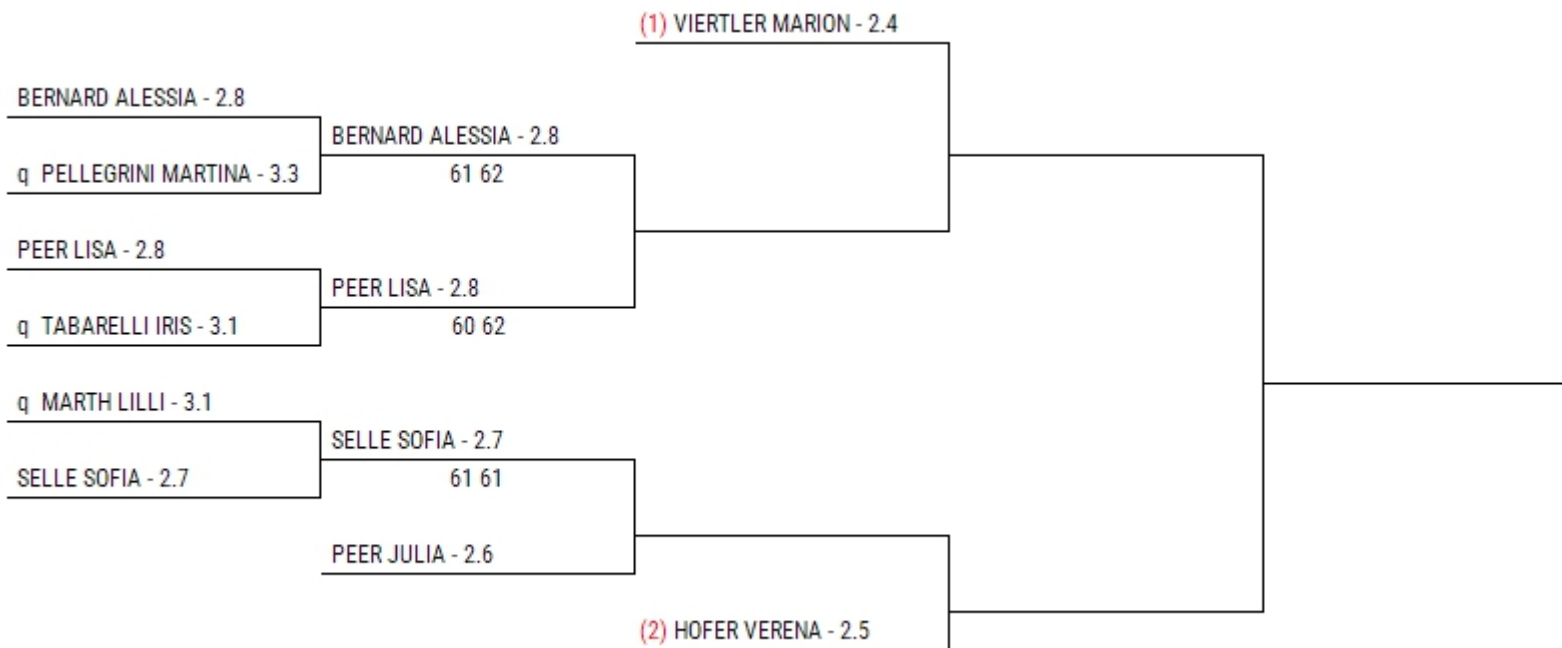 (1) VIERTLER MARION - 2.4
BERNARD ALESSIA - 2.8
BERNARD ALESSIA - 2.8
q PELLEGRINI MARTINA - 3.3
61 62
PEER LISA - 2.8
PEER LISA - 2.8
q TABARELLI IRIS - 3.1
60 62
q MARTH LILLI - 3.1
SELLE SOFIA - 2.7
SELLE SOFIA - 2.7
61 61
PEER JULIA - 2.6
(2) HOFER VERENA - 2.5